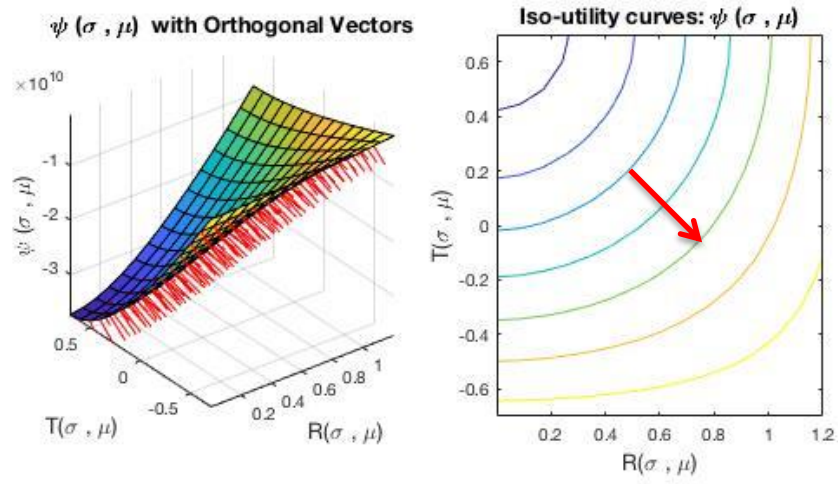 ψ (σ , μ) with Orthogonal Vectors
×10¹⁰
-1
-2
-3
ψ (σ , μ)
0.5
0
-0.5
T(σ , μ)
0.2 0.4 0.6 0.8 1
R(σ , μ)
Iso-utility curves: ψ (σ , μ)
0.6
0.4
0.2
0
-0.2
-0.4
-0.6
T(σ , μ)
0.2 0.4 0.6 0.8 1 1.2
R(σ , μ)